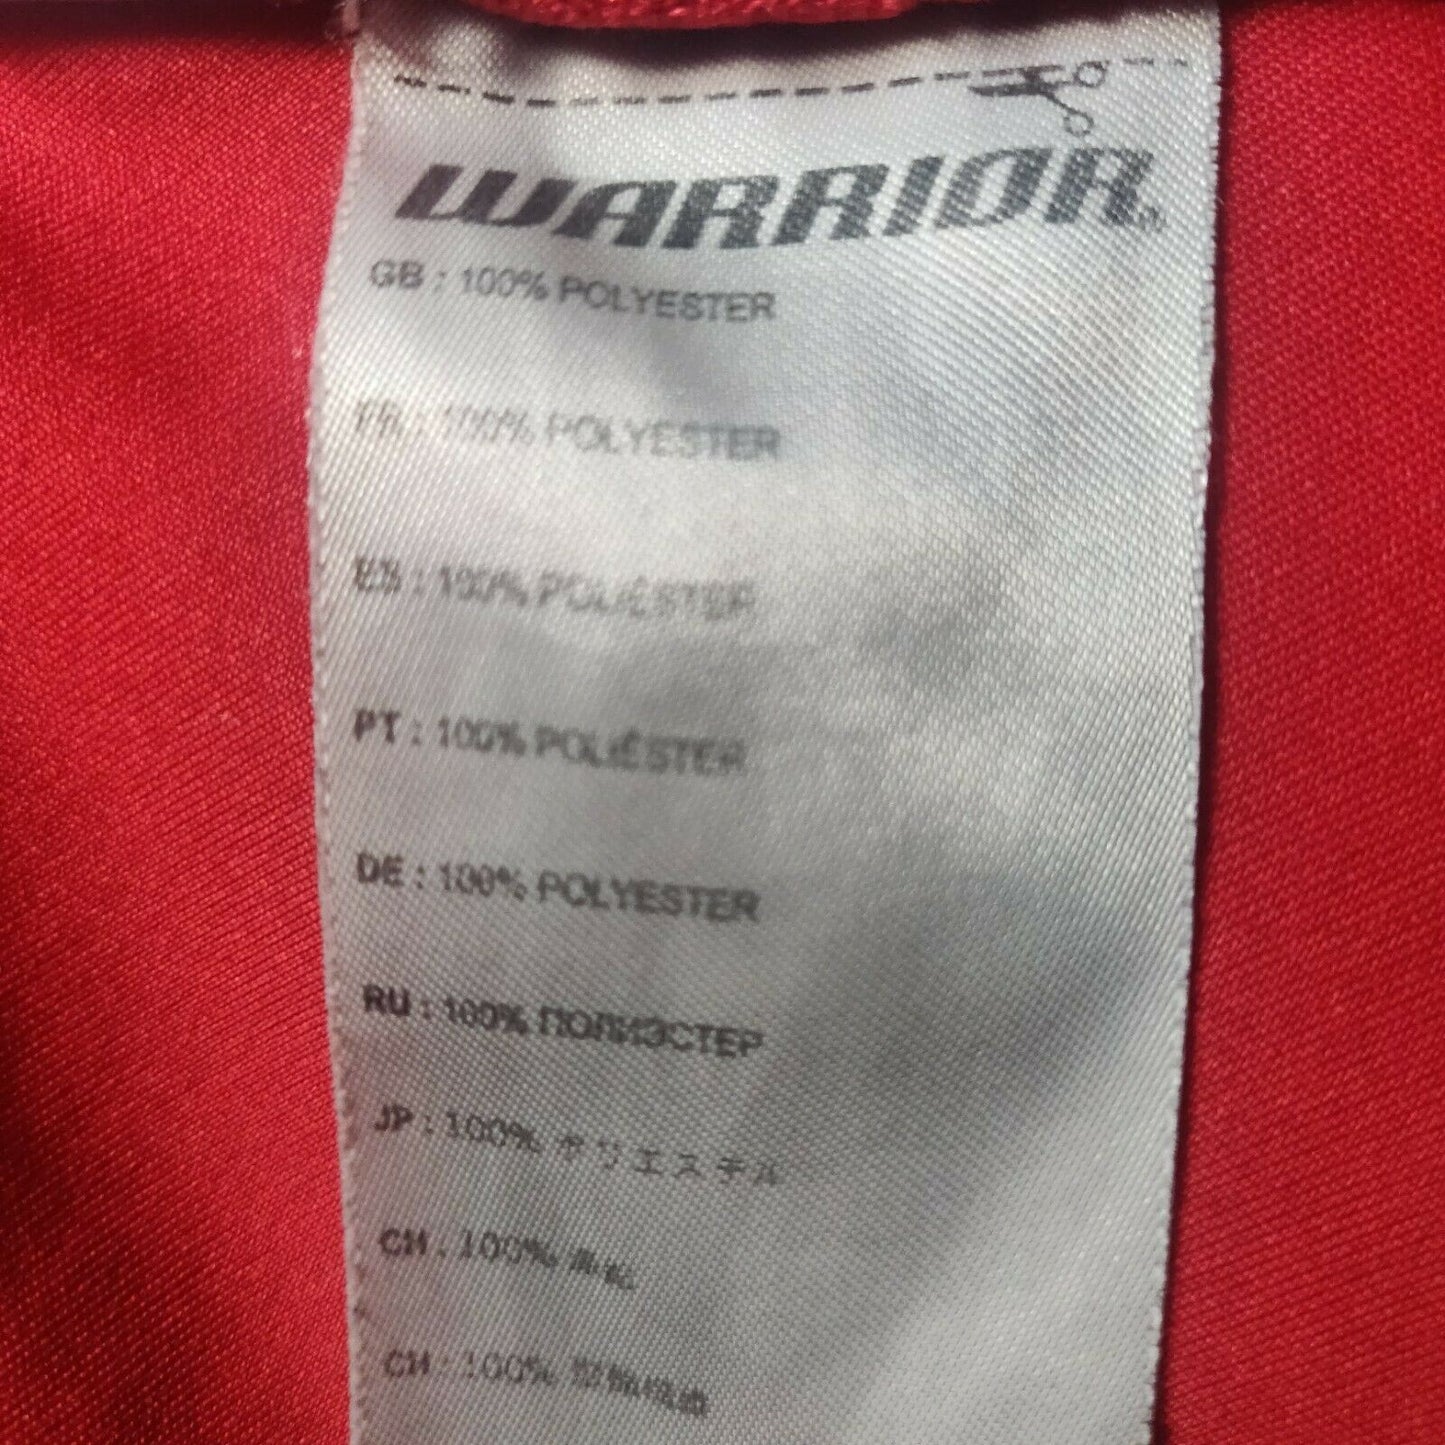 WARRIOR®
GB : 100% POLYESTER
FR : 100% POLYESTER
ES : 100% POLIÉSTER
PT : 100% POLIÉSTER
DE : 100% POLYESTER
RU : 100% ПОЛИЭСТЕР
JP : 100% ポリエステル
CH : 100%
CH : 100%